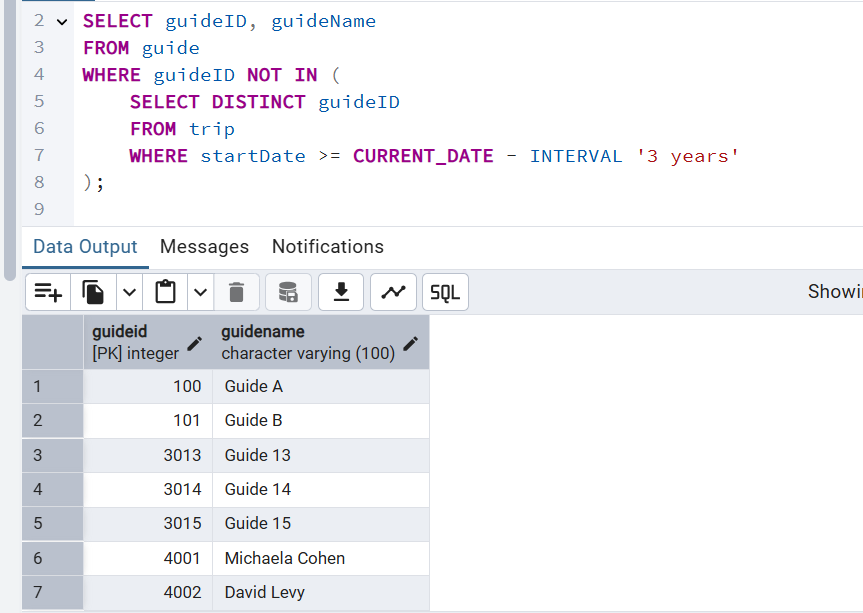 2 SELECT guideID, guideName
3 FROM guide
4 WHERE guideID NOT IN (
5 SELECT DISTINCT guideID
6 FROM trip
7 WHERE startDate >= CURRENT_DATE - INTERVAL '3 years'
8 );
9
Data Output Messages Notifications
SQL Showi
guideid guidename
[PK] integer character varying (100)
1 100 Guide A
2 101 Guide B
3 3013 Guide 13
4 3014 Guide 14
5 3015 Guide 15
6 4001 Michaela Cohen
7 4002 David Levy